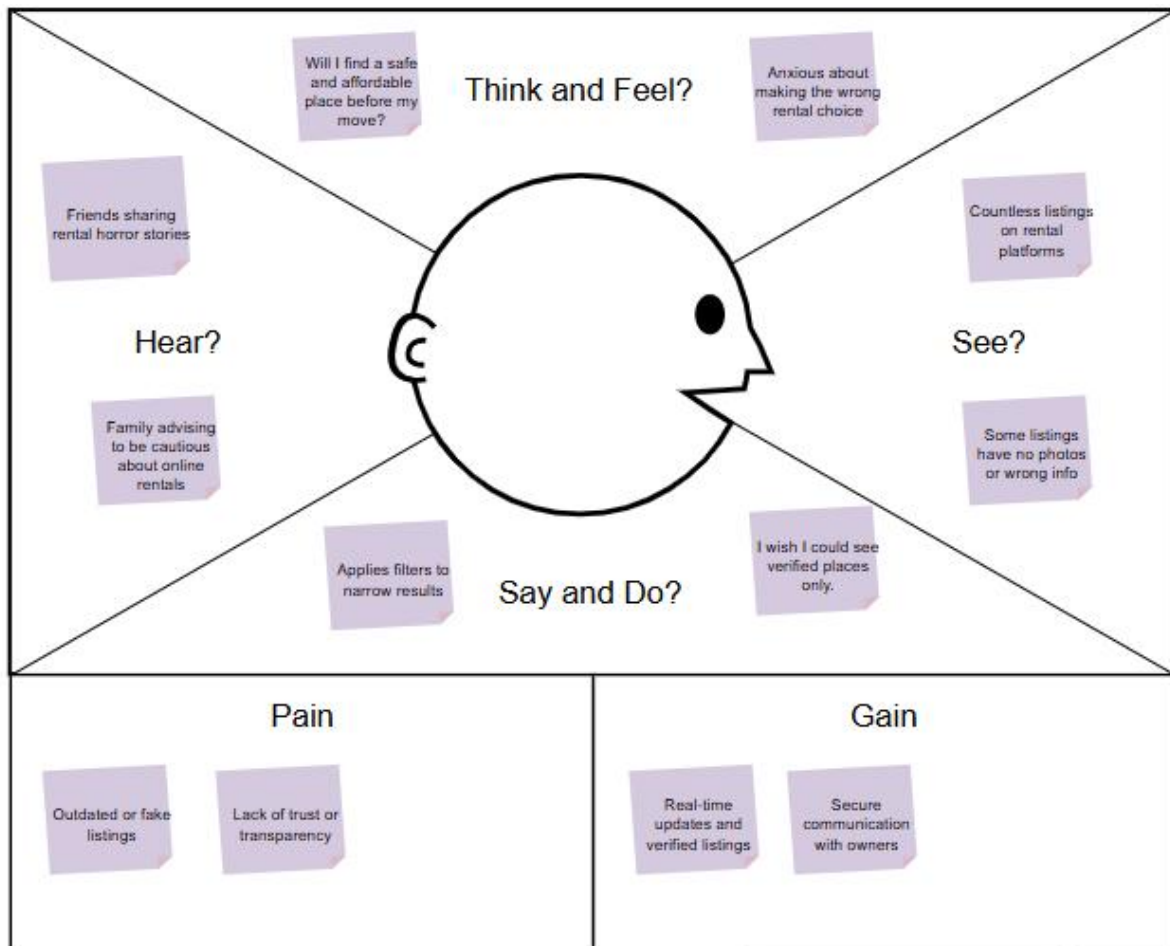 Think and Feel?
Will I find a safe
and affordable
place before my
move?
Anxious about
making the wrong
rental choice
Hear?
Friends sharing
rental horror stories
Family advising
to be cautious
about online
rentals
See?
Countless listings
on rental
platforms
Some listings
have no photos
or wrong info
Say and Do?
Applies filters to
narrow results
I wish I could see
verified places
only.
Pain
Outdated or fake
listings
Lack of trust or
transparency
Gain
Real-time
updates and
verified listings
Secure
communication
with owners